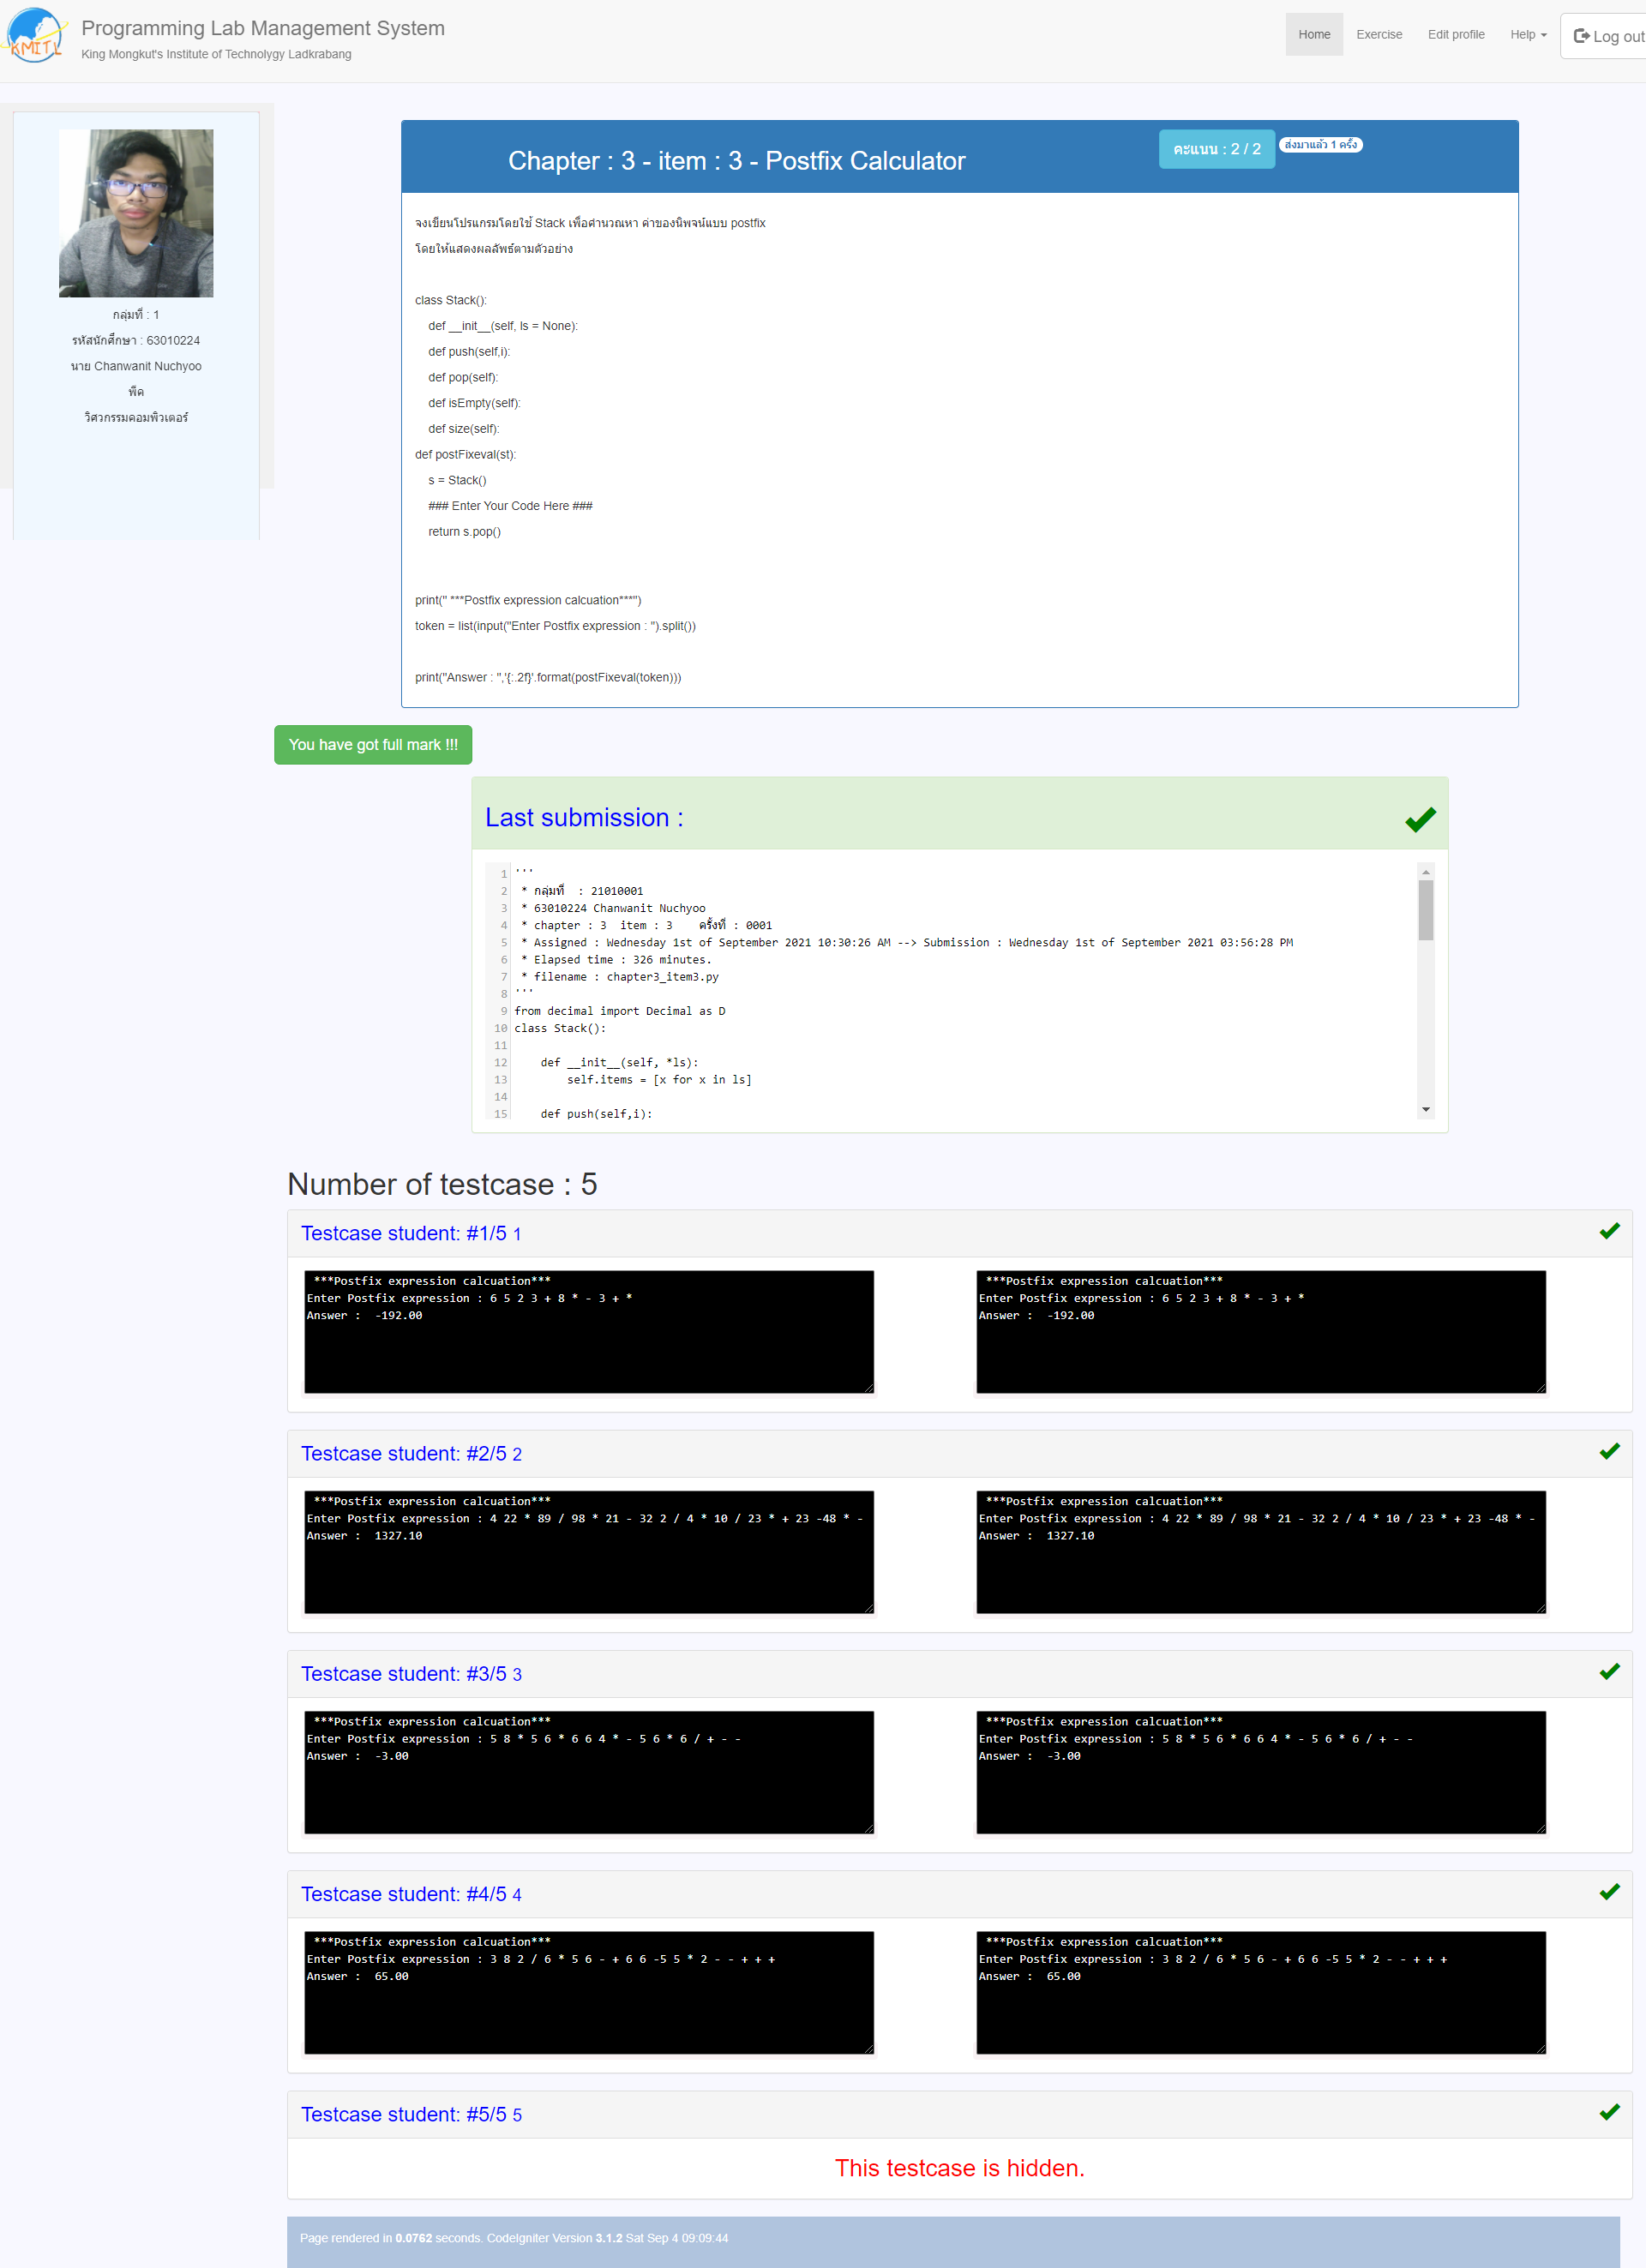 KMITL
Programming Lab Management System
King Mongkut's Institute of Technolygy Ladkrabang
Home
Exercise
Edit profile
Help
Log out
กลุ่มที่ : 1
รหัสนักศึกษา : 63010224
นาย Chanwanit Nuchyoo
พีค
วิศวกรรมคอมพิวเตอร์
Chapter : 3 - item : 3 - Postfix Calculator
คะแนน : 2 / 2
ส่งมาแล้ว 1 ครั้ง
จงเขียนโปรแกรมโดยใช้ Stack เพื่อคำนวณหา ค่าของนิพจน์แบบ postfix
โดยให้แสดงผลลัพธ์ตามตัวอย่าง
class Stack():
def __init__(self, ls = None):
def push(self,i):
def pop(self):
def isEmpty(self):
def size(self):
def postFixeval(st):
s = Stack()
### Enter Your Code Here ###
return s.pop()
print(" ***Postfix expression calcuation***")
token = list(input("Enter Postfix expression : ").split())
print("Answer : ",'{:.2f}'.format(postFixeval(token)))
You have got full mark !!!
Last submission :
1 '''
2 * กลุ่มที่ : 21010001
3 * 63010224 Chanwanit Nuchyoo
4 * chapter : 3 item : 3 ครั้งที่ : 0001
5 * Assigned : Wednesday 1st of September 2021 10:30:26 AM --> Submission : Wednesday 1st of September 2021 03:56:28 PM
6 * Elapsed time : 326 minutes.
7 * filename : chapter3_item3.py
8 '''
9 from decimal import Decimal as D
10 class Stack():
11
12 def __init__(self, *ls):
13 self.items = [x for x in ls]
14
15 def push(self,i):
Number of testcase : 5
Testcase student: #1/5 1
***Postfix expression calcuation***
Enter Postfix expression : 6 5 2 3 + 8 * - 3 + *
Answer : -192.00
***Postfix expression calcuation***
Enter Postfix expression : 6 5 2 3 + 8 * - 3 + *
Answer : -192.00
Testcase student: #2/5 2
***Postfix expression calcuation***
Enter Postfix expression : 4 22 * 89 / 98 * 21 - 32 2 / 4 * 10 / 23 * + 23 -48 * -
Answer : 1327.10
***Postfix expression calcuation***
Enter Postfix expression : 4 22 * 89 / 98 * 21 - 32 2 / 4 * 10 / 23 * + 23 -48 * -
Answer : 1327.10
Testcase student: #3/5 3
***Postfix expression calcuation***
Enter Postfix expression : 5 8 * 5 6 * 6 6 4 * - 5 6 * 6 / + - -
Answer : -3.00
***Postfix expression calcuation***
Enter Postfix expression : 5 8 * 5 6 * 6 6 4 * - 5 6 * 6 / + - -
Answer : -3.00
Testcase student: #4/5 4
***Postfix expression calcuation***
Enter Postfix expression : 3 8 2 / 6 * 5 6 - + 6 6 -5 5 * 2 - - + + +
Answer : 65.00
***Postfix expression calcuation***
Enter Postfix expression : 3 8 2 / 6 * 5 6 - + 6 6 -5 5 * 2 - - + + +
Answer : 65.00
Testcase student: #5/5 5
This testcase is hidden.
Page rendered in 0.0762 seconds. CodeIgniter Version 3.1.2 Sat Sep 4 09:09:44